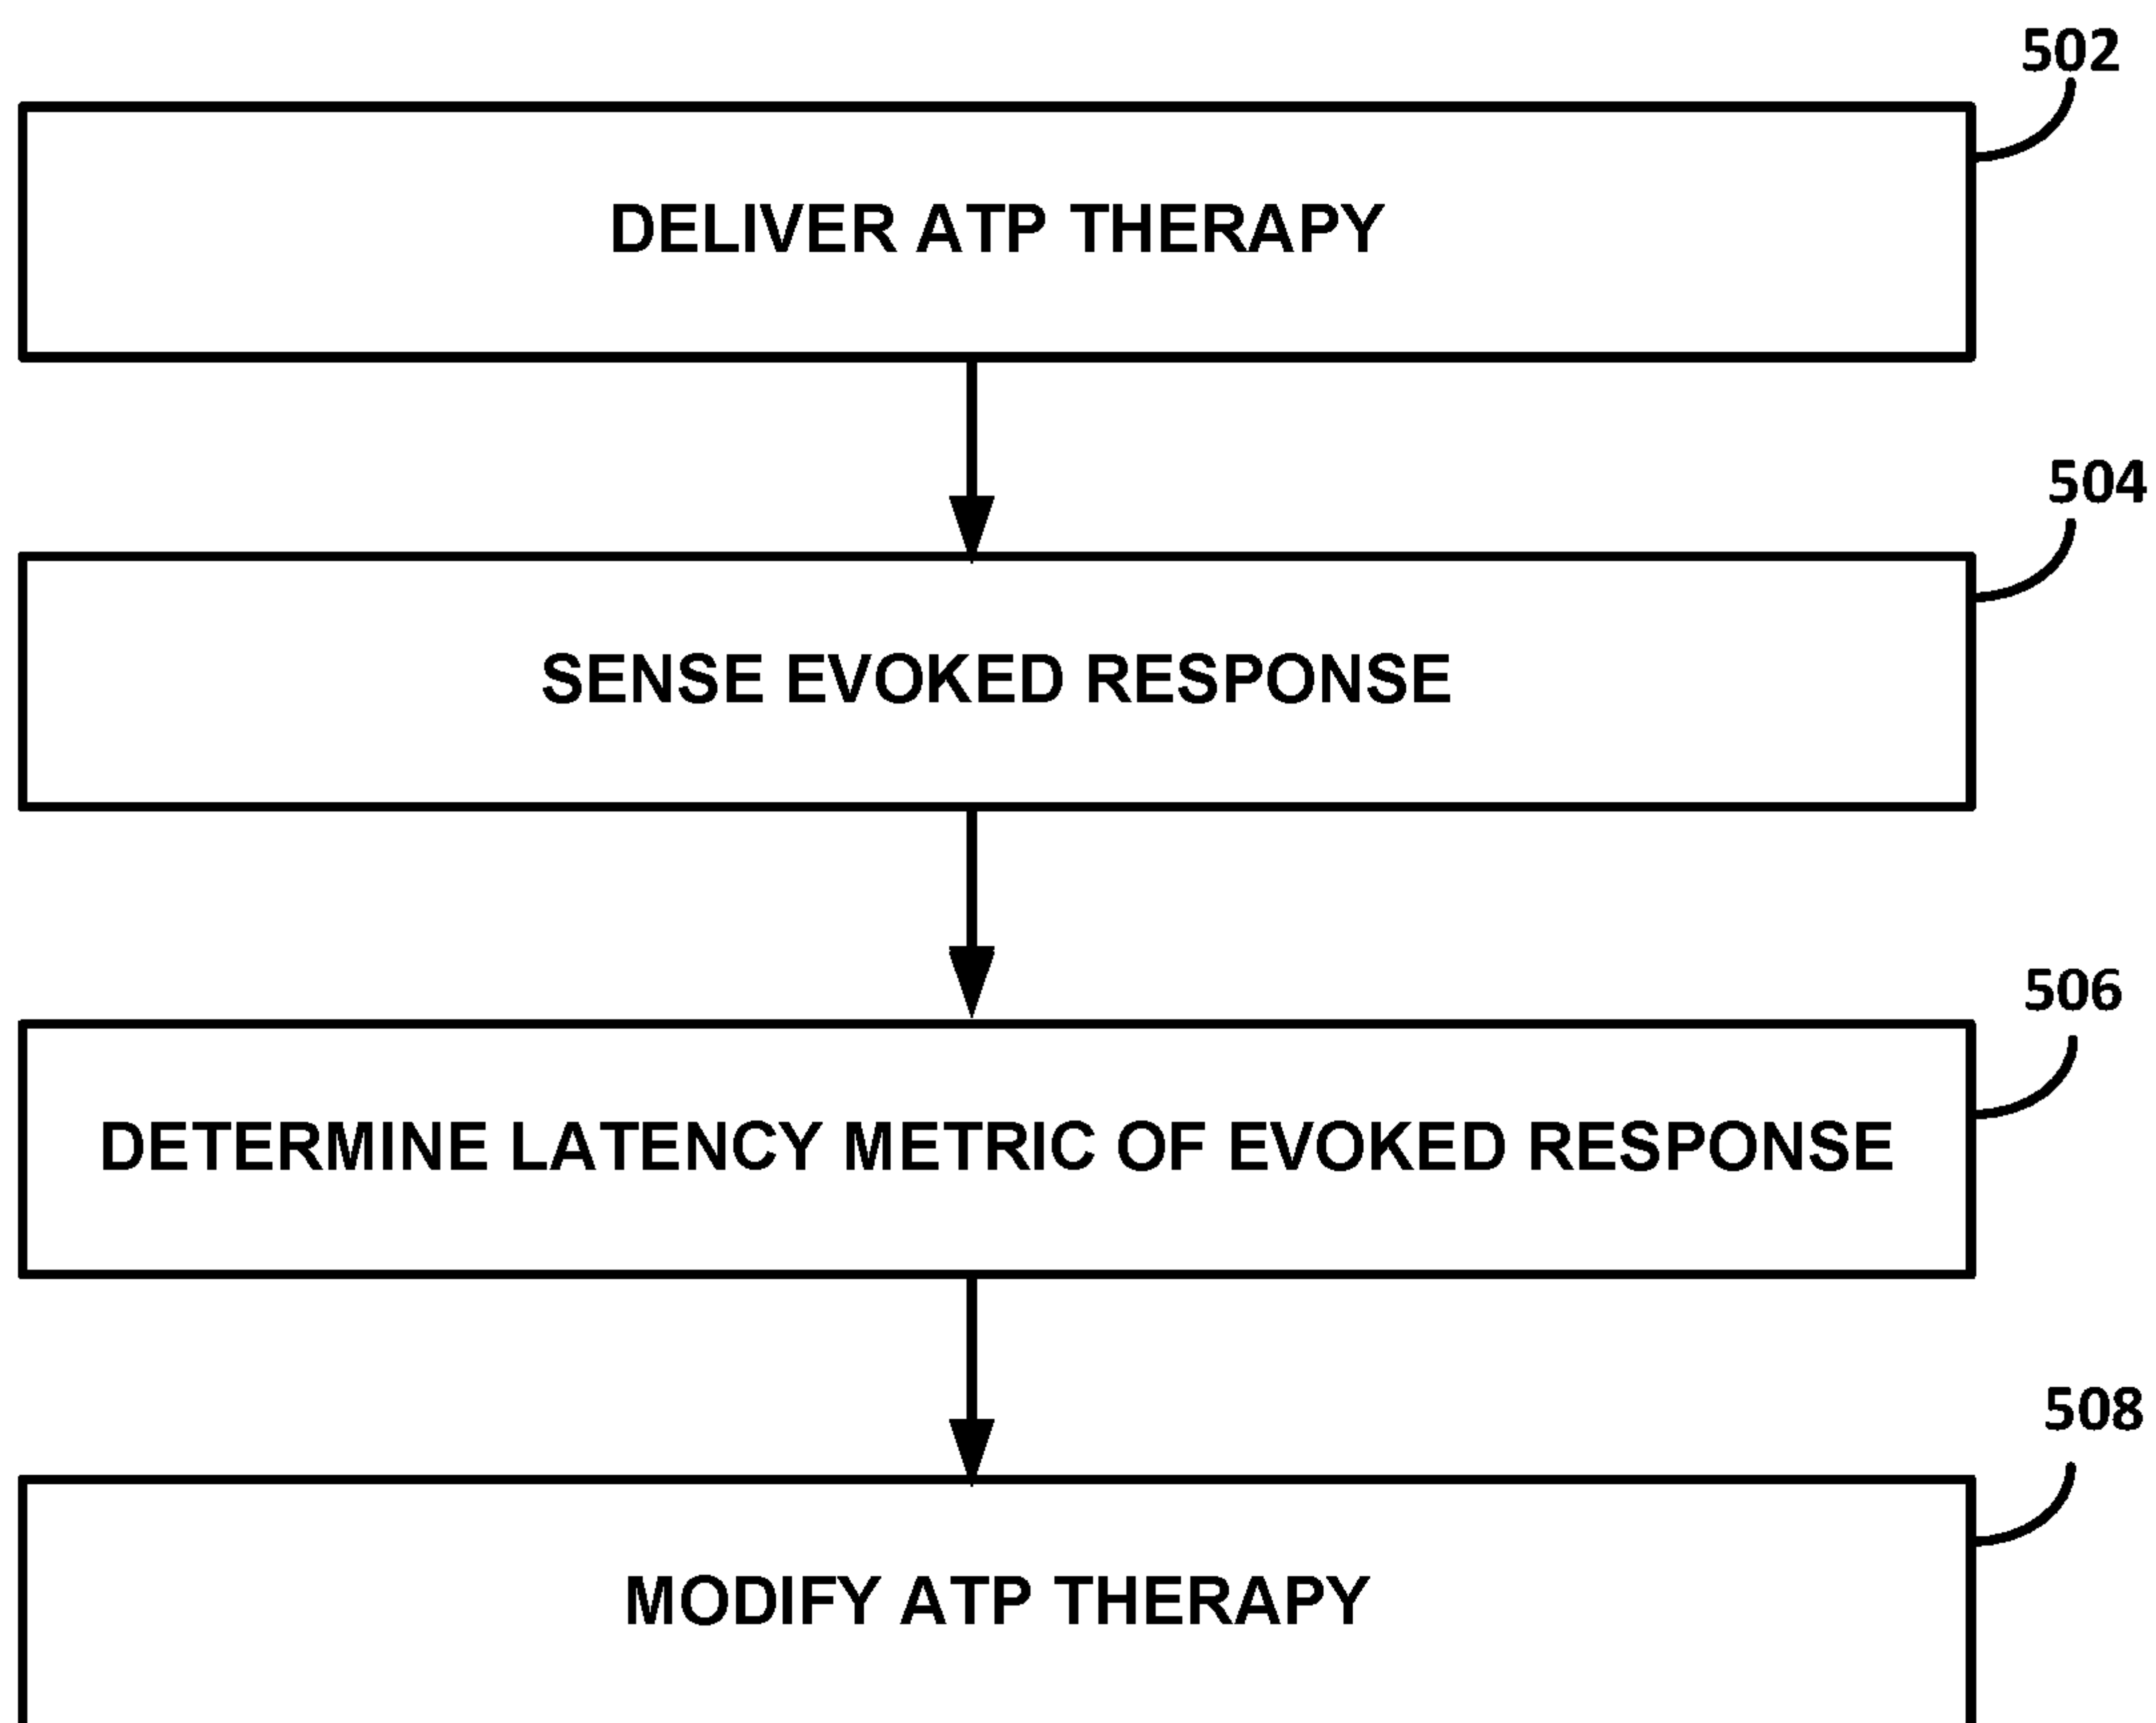 502
DELIVER ATP THERAPY
504
SENSE EVOKED RESPONSE
506
DETERMINE LATENCY METRIC OF EVOKED RESPONSE
508
MODIFY ATP THERAPY